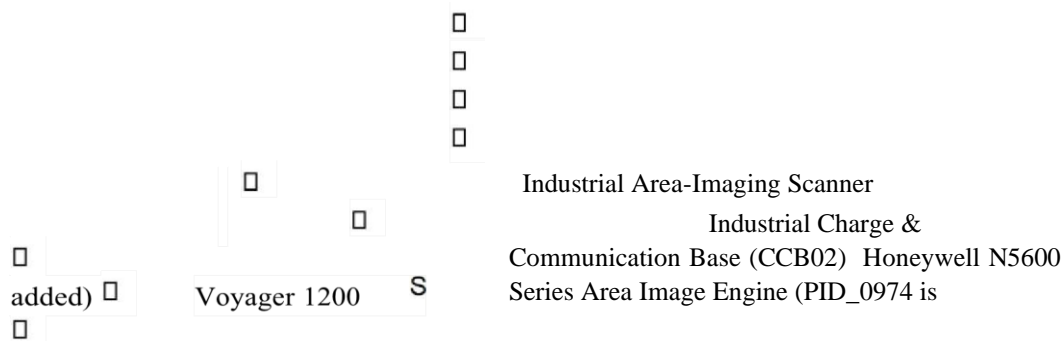 Industrial Area-Imaging Scanner
Industrial Charge &
Communication Base (CCB02) Honeywell N5600
Series Area Image Engine (PID_0974 is
added) Voyager 1200 S